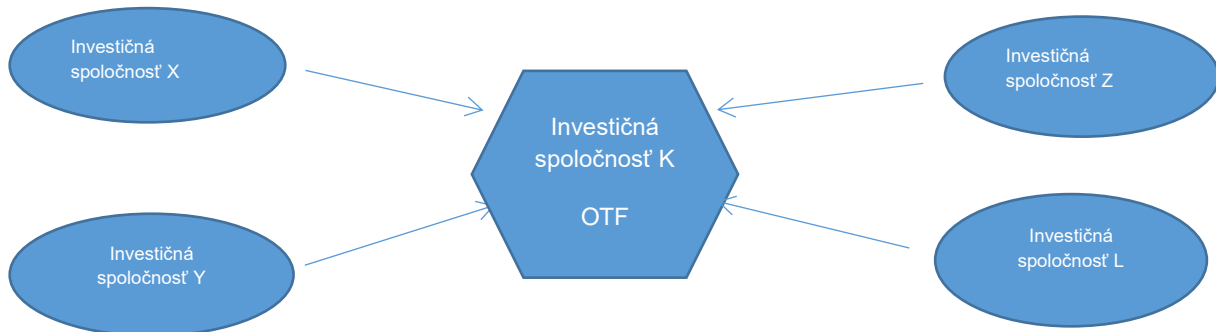 Investičná
spoločnosť X
Investičná
spoločnosť Z
Investičná
spoločnosť K
OTF
Investičná
spoločnosť Y
Investičná
spoločnosť L